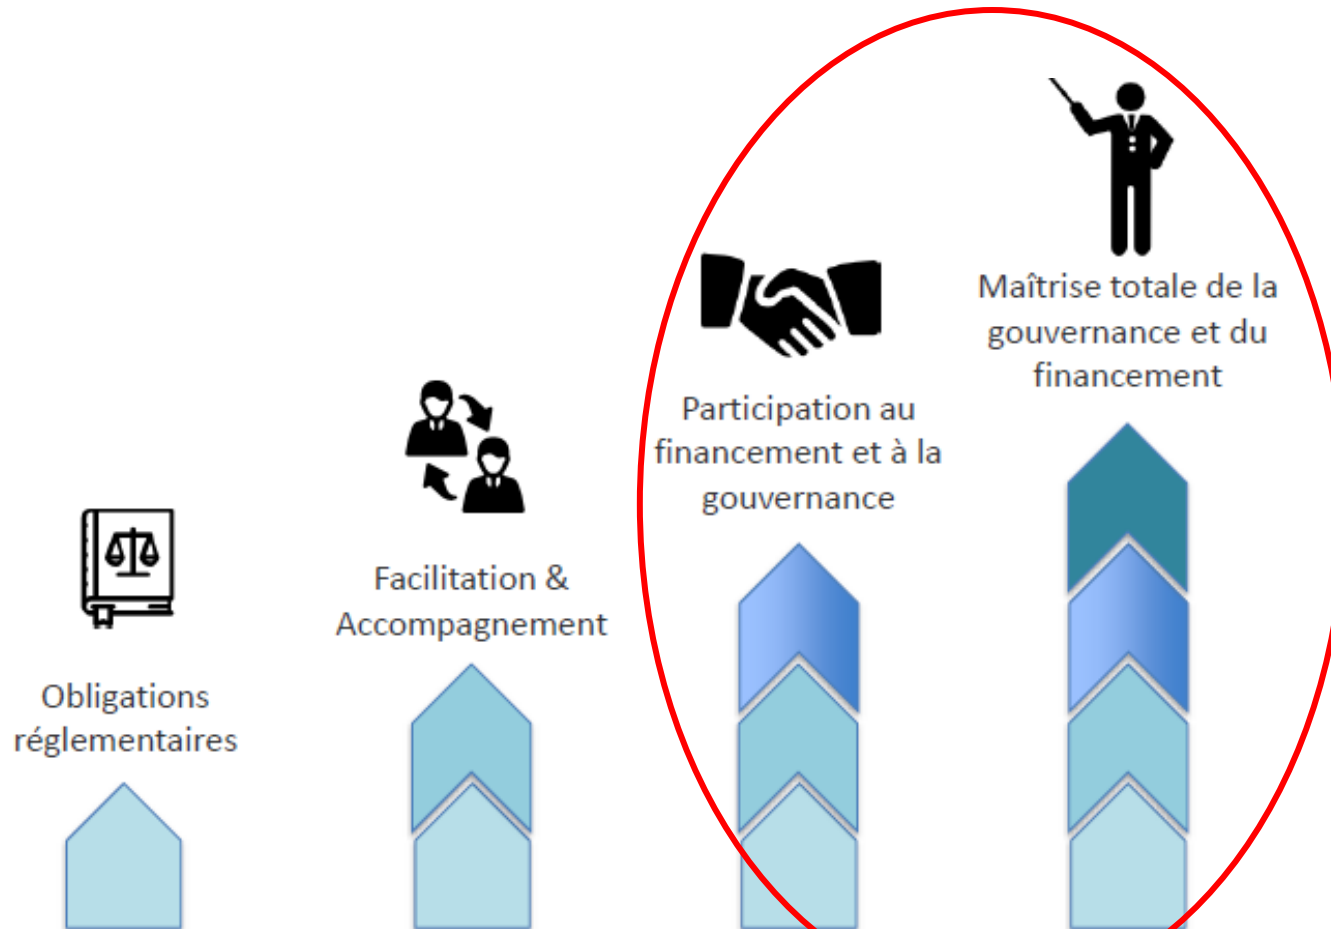 Obligations
réglementaires
Facilitation &
Accompagnement
Participation au
financement et à la
gouvernance
Maîtrise totale de la
gouvernance et du
financement